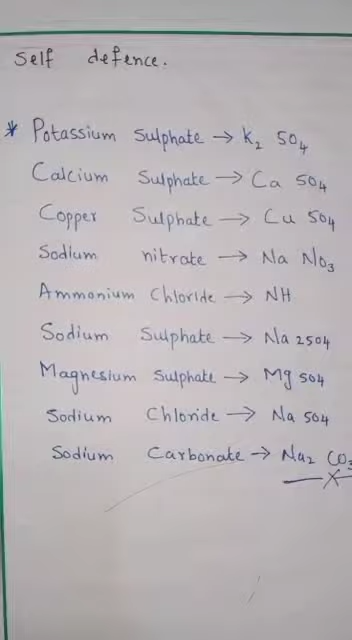 Self defence.
* Potassium Sulphate → K₂ SO₄
Calcium Sulphate → Ca SO₄
Copper Sulphate → Cu SO₄
Sodium nitrate → Na NO₃
Ammonium Chloride → NH
Sodium Sulphate → Na 2SO4
Magnesium Sulphate → Mg SO4
Sodium Chloride → Na SO4
Sodium Carbonate → Na₂ CO₃